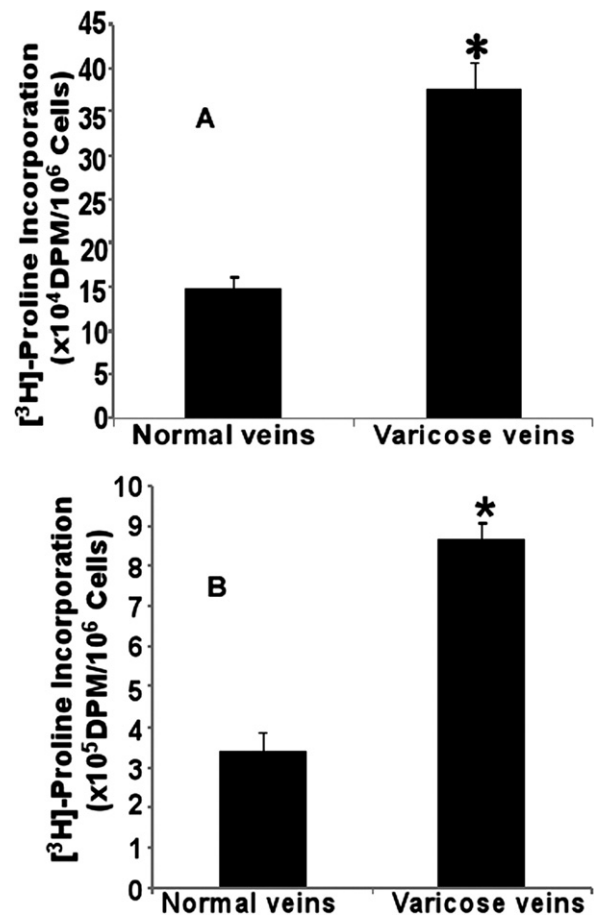 [³H]-Proline Incorporation
(x10⁴DPM/10⁶ Cells)
45
40
35
30
25
20
15
10
5
0
A
*
Normal veins
Varicose veins
[³H]-Proline Incorporation
(x10⁵DPM/10⁶ Cells)
10
9
8
7
6
5
4
3
2
1
0
B
*
Normal veins
Varicose veins